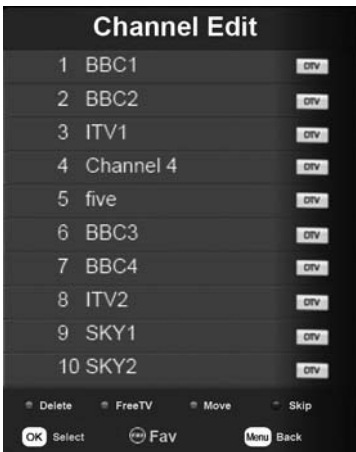 Channel Edit
1 BBC1 DTV
2 BBC2 DTV
3 ITV1 DTV
4 Channel 4 DTV
5 five DTV
6 BBC3 DTV
7 BBC4 DTV
8 ITV2 DTV
9 SKY1 DTV
10 SKY2 DTV
Delete FreeTV Move Skip
OK Select FAV Fav Menu Back